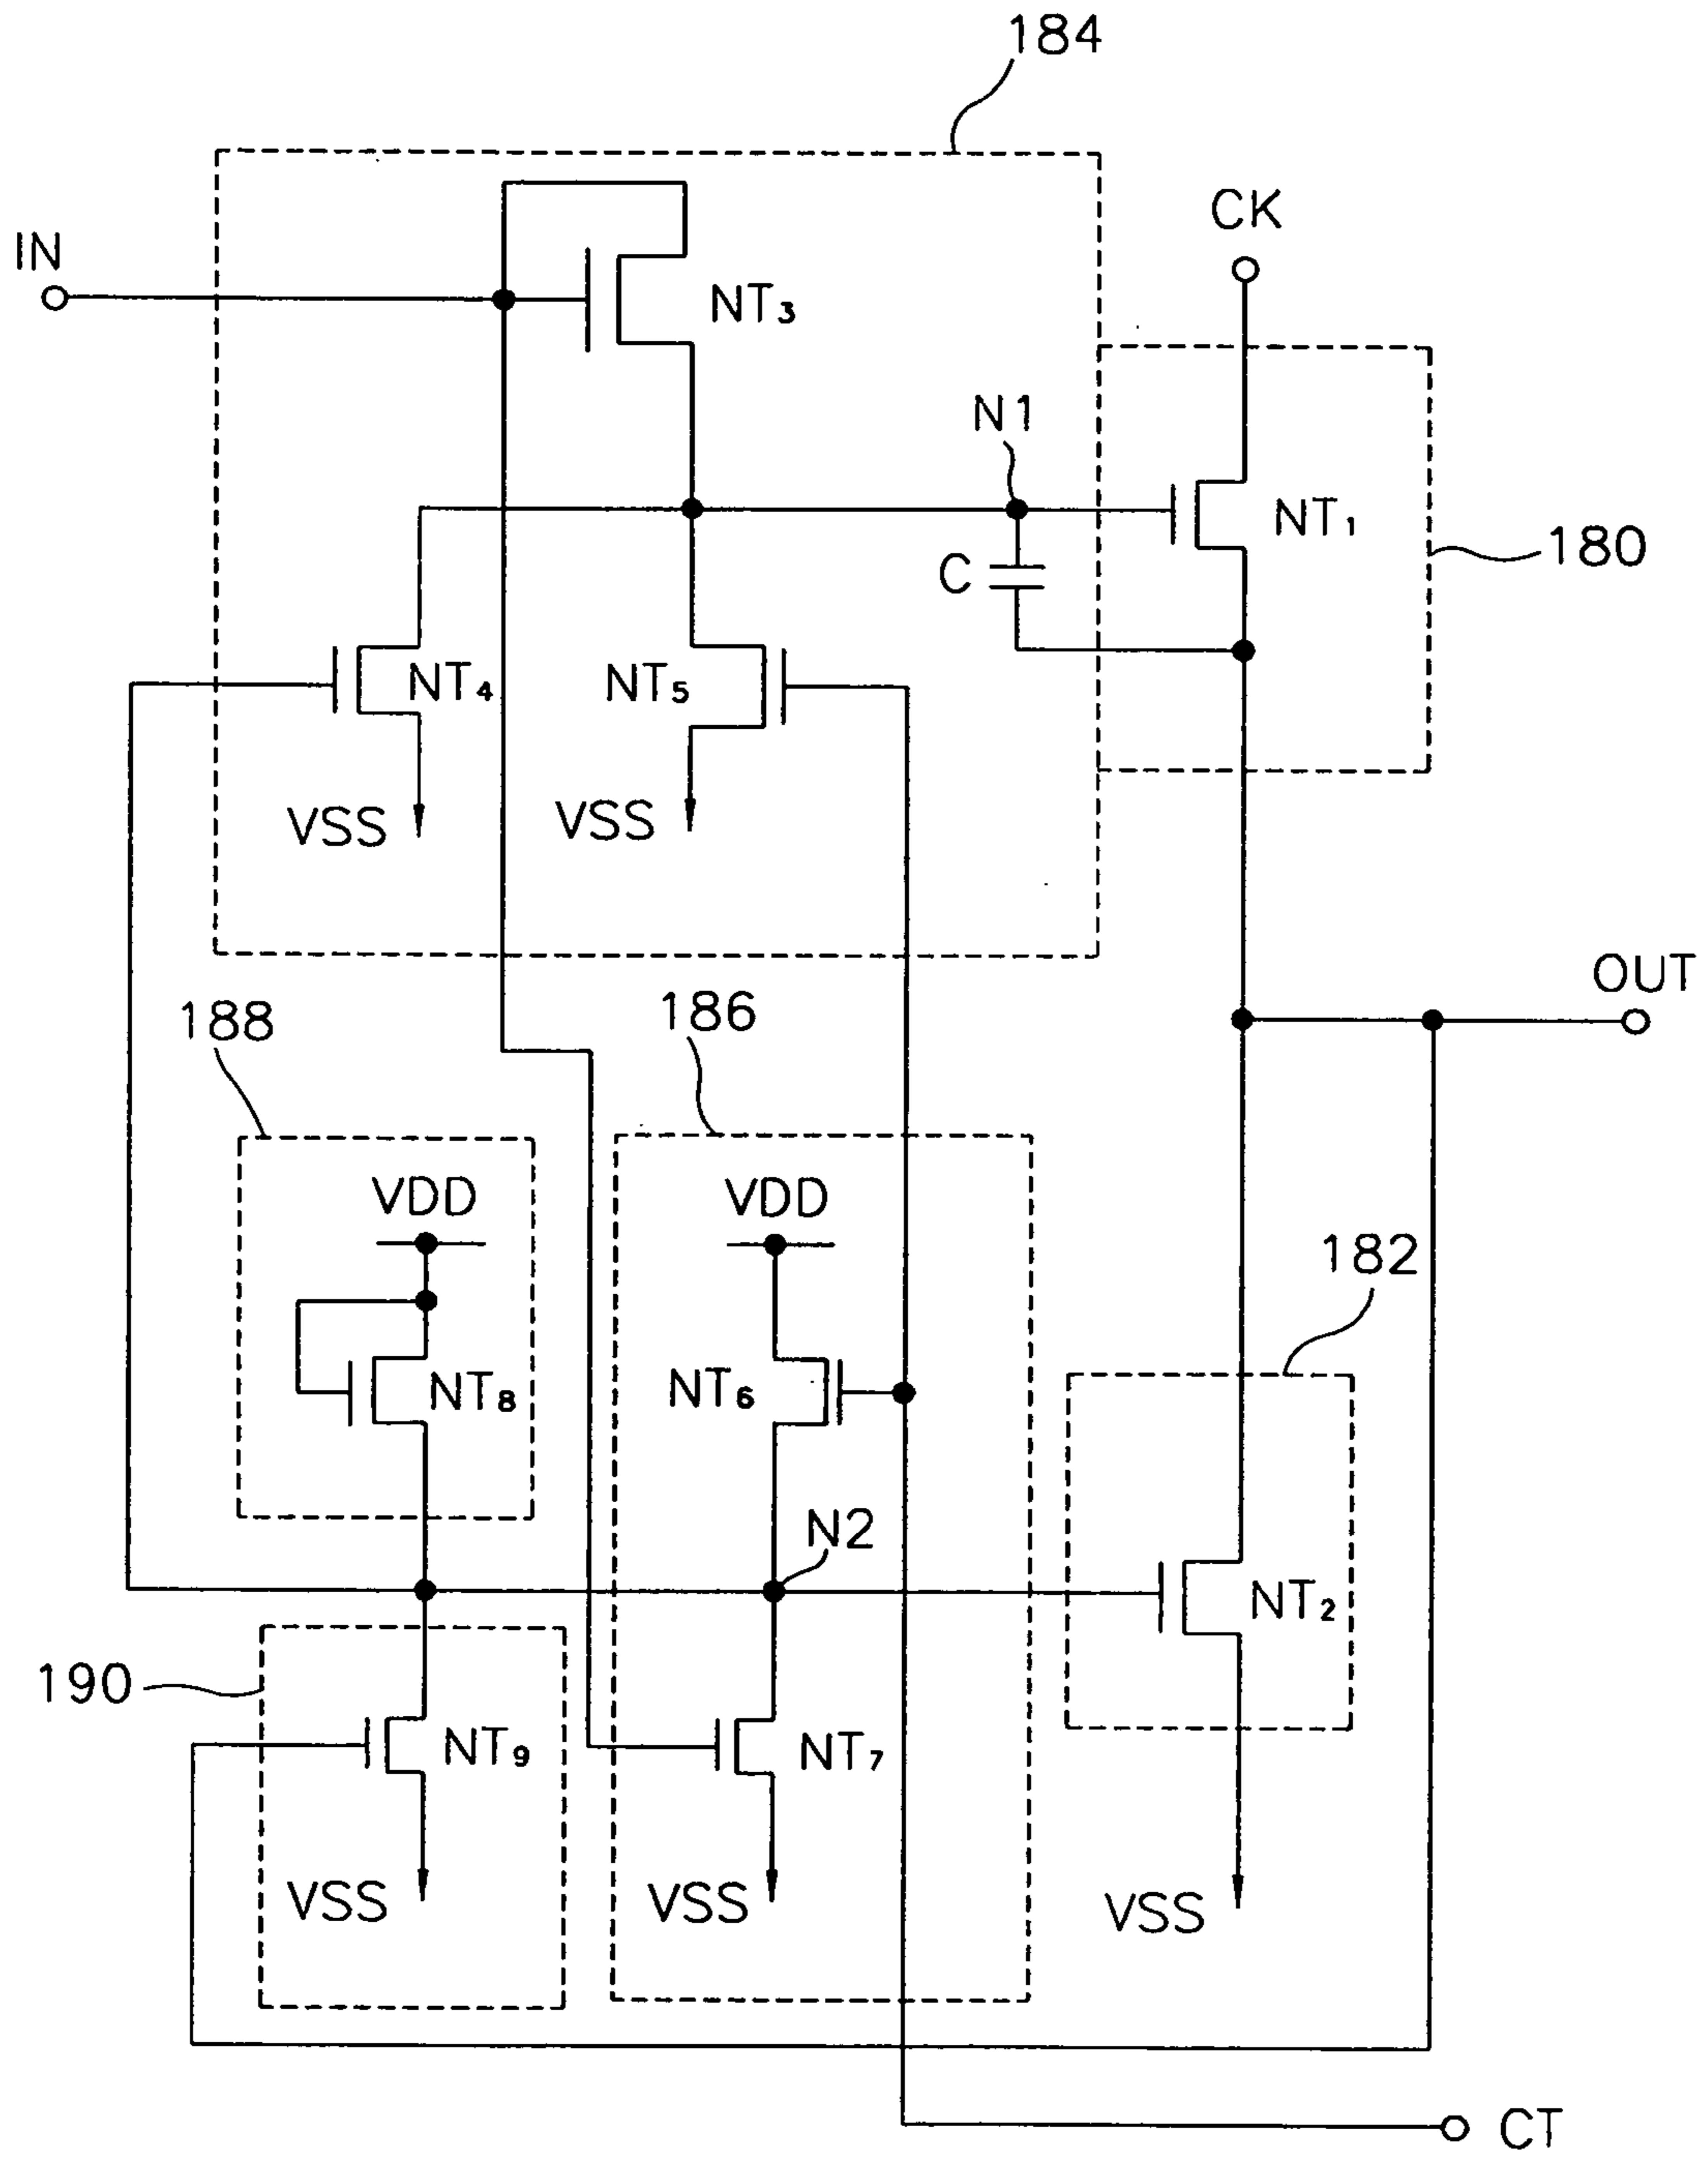 184
CK
IN
NT₃
N1
NT₁
180
C
NT₄
NT₅
VSS
VSS
OUT
188
186
VDD
VDD
182
NT₈
NT₆
N2
NT₂
190
NT₉
NT₇
VSS
VSS
VSS
CT